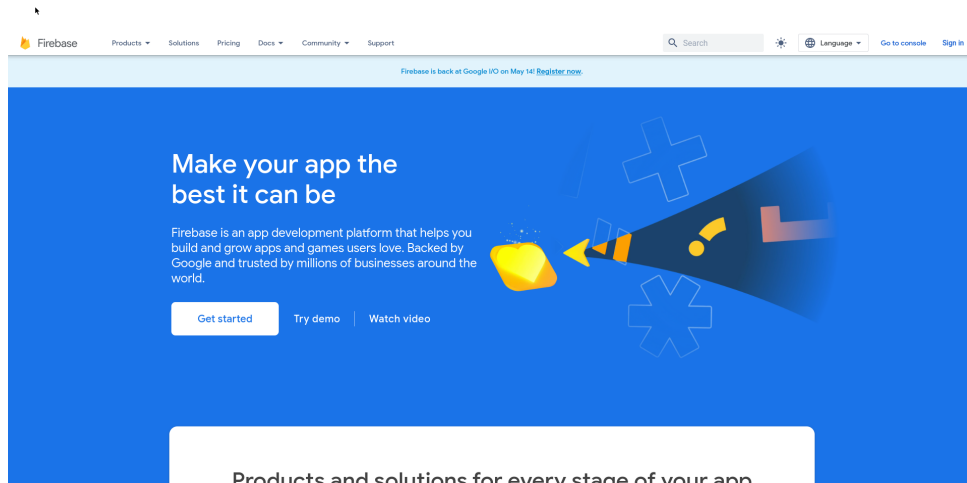 Firebase
Products Solutions Pricing Docs Community Support Search Language Go to console Sign in
Firebase is back at Google I/O on May 14! Register now.
Make your app the
best it can be
Firebase is an app development platform that helps you
build and grow apps and games users love. Backed by
Google and trusted by millions of businesses around the
world.
Get started Try demo Watch video
Products and solutions for every stage of your app